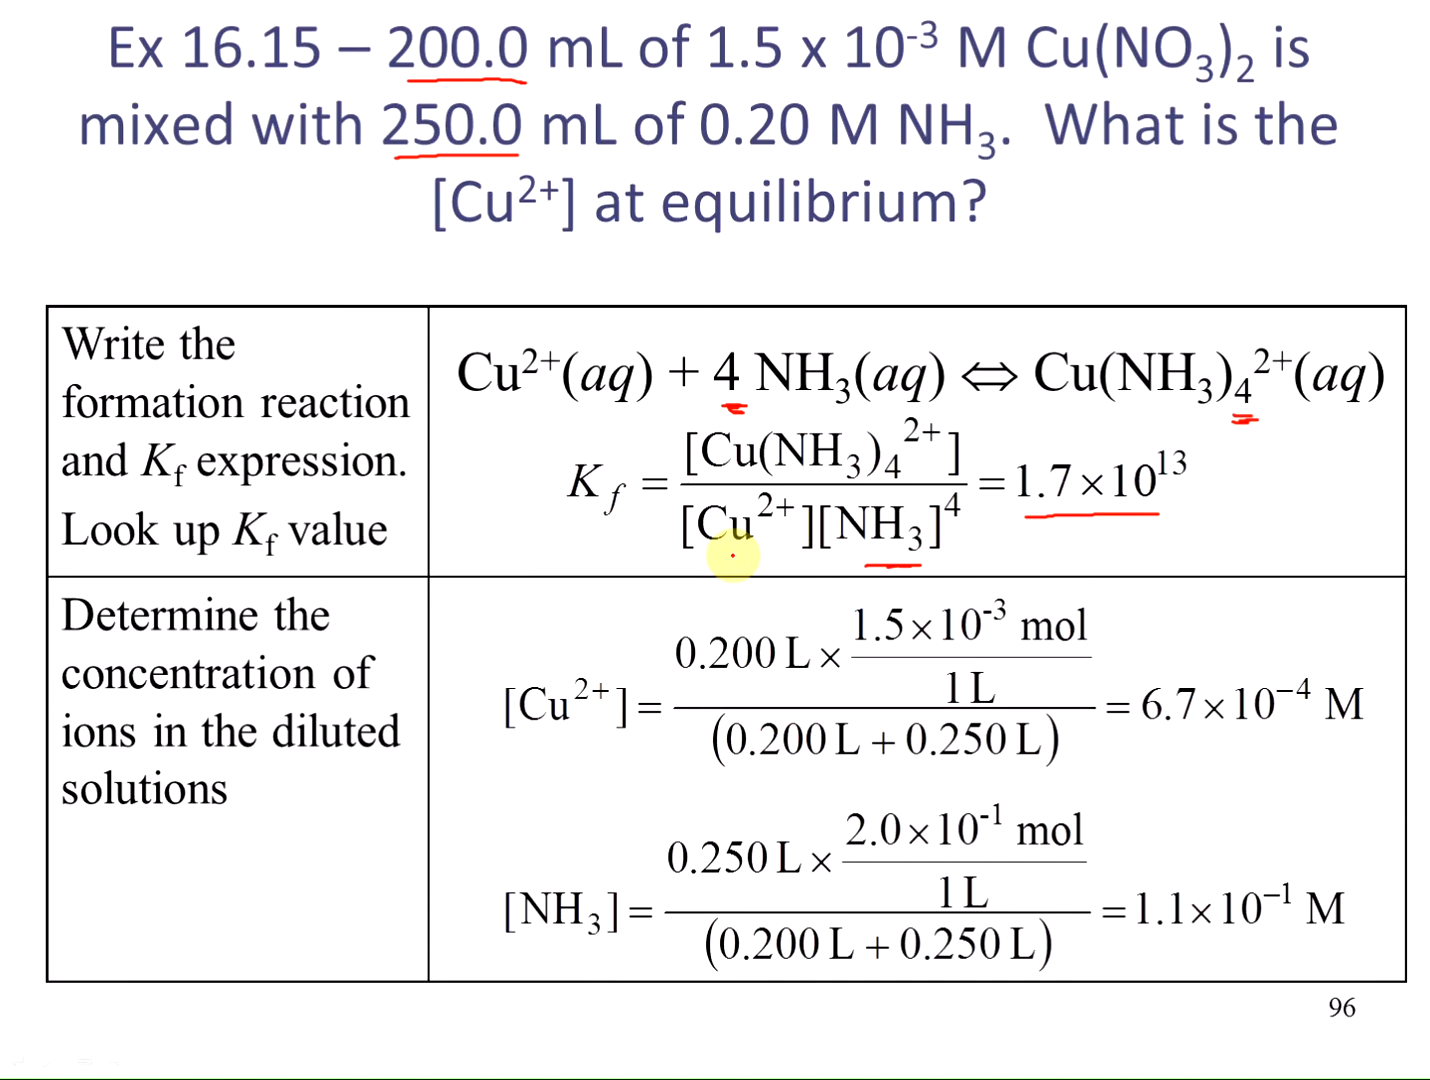 Ex 16.15 – 200.0 mL of 1.5 x 10⁻³ M Cu(NO₃)₂ is
mixed with 250.0 mL of 0.20 M NH₃. What is the
[Cu²⁺] at equilibrium?
Write the
formation reaction
and K_f expression.
Look up K_f value
Cu²⁺(aq) + 4 NH₃(aq) ⇔ Cu(NH₃)₄²⁺(aq)
K_f = [Cu(NH₃)₄²⁺] / [Cu²⁺][NH₃]⁴ = 1.7×10¹³
Determine the
concentration of
ions in the diluted
solutions
[Cu²⁺] = (0.200 L × 1.5×10⁻³ mol / 1 L) / (0.200 L + 0.250 L) = 6.7×10⁻⁴ M
[NH₃] = (0.250 L × 2.0×10⁻¹ mol / 1 L) / (0.200 L + 0.250 L) = 1.1×10⁻¹ M
96